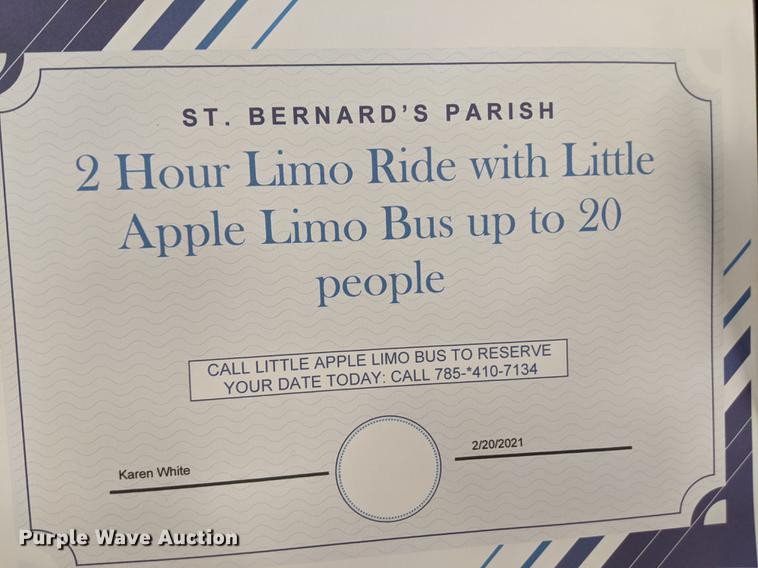 ST. BERNARD'S PARISH
2 Hour Limo Ride with Little
Apple Limo Bus up to 20
people
CALL LITTLE APPLE LIMO BUS TO RESERVE
YOUR DATE TODAY: CALL 785-*410-7134
Karen White
2/20/2021
Purple Wave Auction